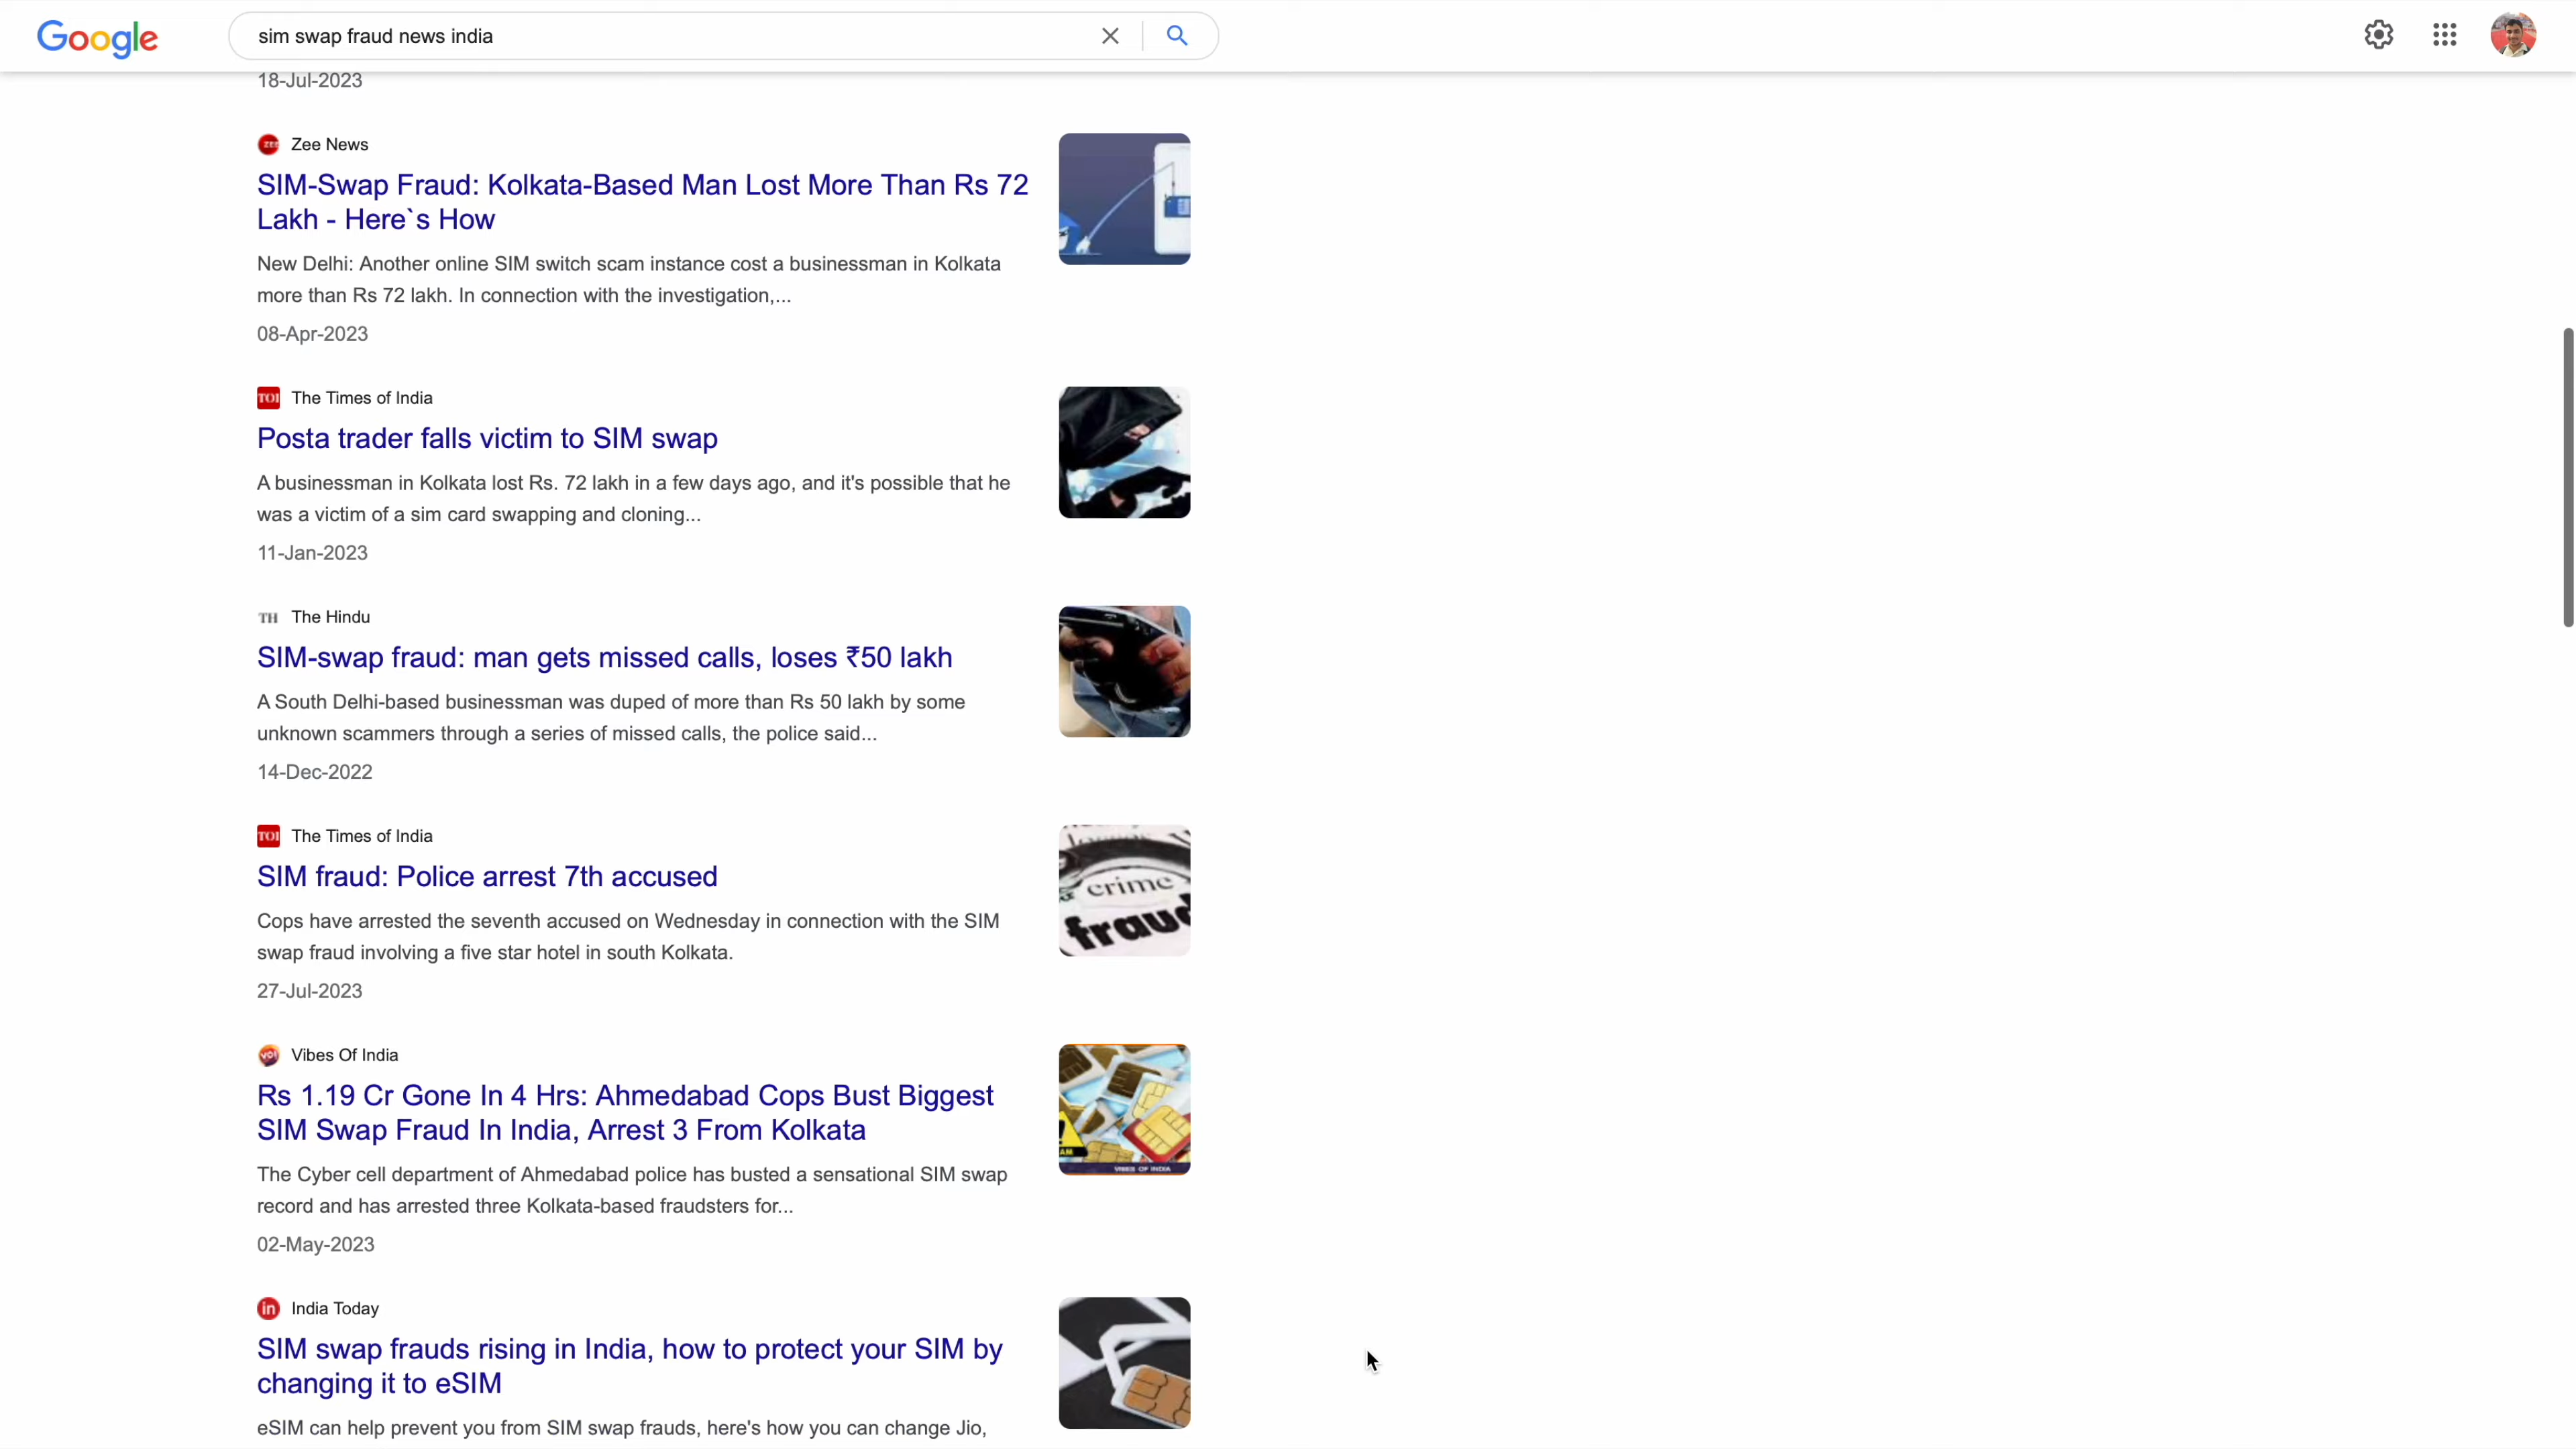 Google
sim swap fraud news india
18-Jul-2023
ZEE Zee News
SIM-Swap Fraud: Kolkata-Based Man Lost More Than Rs 72
Lakh - Here`s How
New Delhi: Another online SIM switch scam instance cost a businessman in Kolkata
more than Rs 72 lakh. In connection with the investigation,...
08-Apr-2023
TOI The Times of India
Posta trader falls victim to SIM swap
A businessman in Kolkata lost Rs. 72 lakh in a few days ago, and it's possible that he
was a victim of a sim card swapping and cloning...
11-Jan-2023
TH The Hindu
SIM-swap fraud: man gets missed calls, loses ₹50 lakh
A South Delhi-based businessman was duped of more than Rs 50 lakh by some
unknown scammers through a series of missed calls, the police said...
14-Dec-2022
TOI The Times of India
SIM fraud: Police arrest 7th accused
Cops have arrested the seventh accused on Wednesday in connection with the SIM
swap fraud involving a five star hotel in south Kolkata.
27-Jul-2023
crime
fraud
VOI Vibes Of India
Rs 1.19 Cr Gone In 4 Hrs: Ahmedabad Cops Bust Biggest
SIM Swap Fraud In India, Arrest 3 From Kolkata
The Cyber cell department of Ahmedabad police has busted a sensational SIM swap
record and has arrested three Kolkata-based fraudsters for...
02-May-2023
VIBES OF INDIA
in India Today
SIM swap frauds rising in India, how to protect your SIM by
changing it to eSIM
eSIM can help prevent you from SIM swap frauds, here's how you can change Jio,